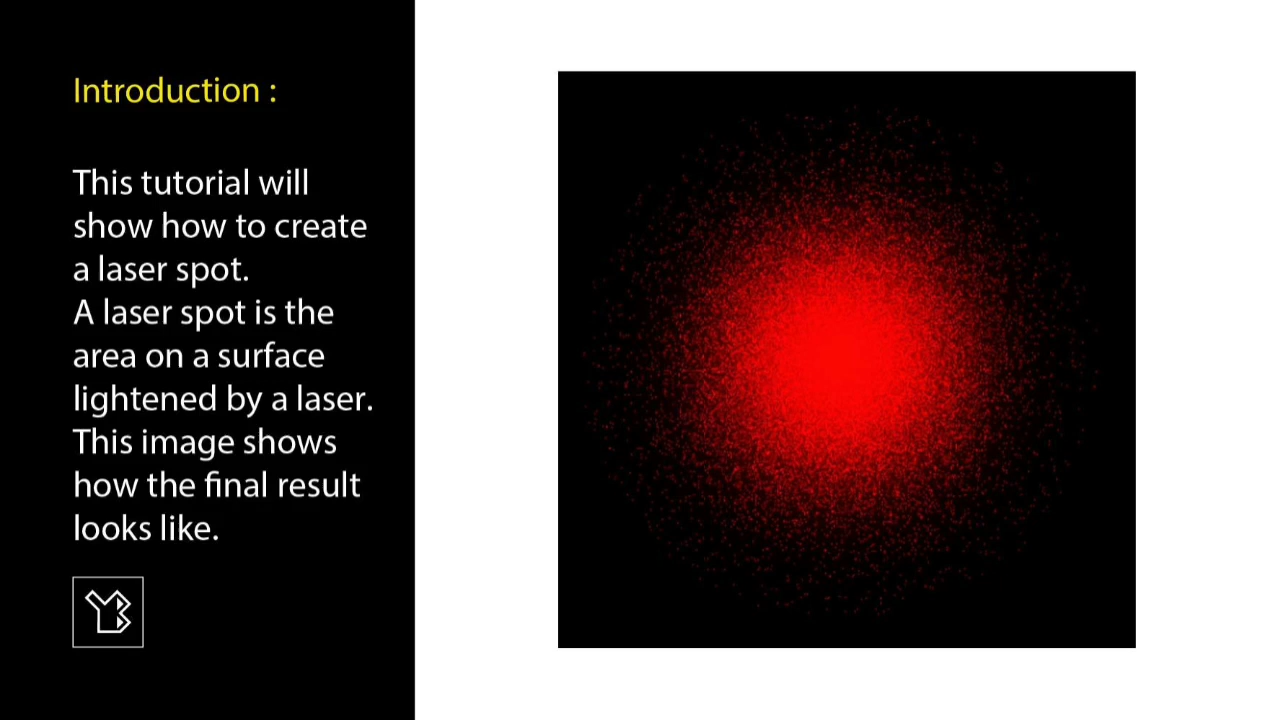 Introduction :
This tutorial will
show how to create
a laser spot.
A laser spot is the
area on a surface
lightened by a laser.
This image shows
how the final result
looks like.